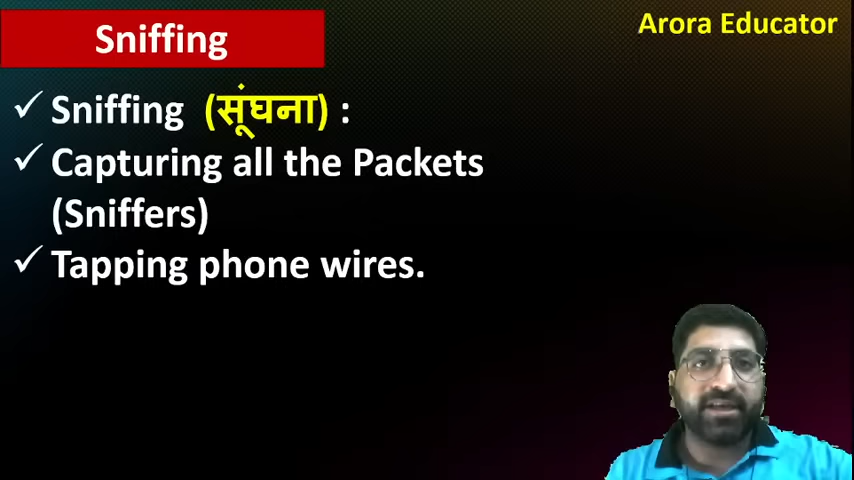 Sniffing
Arora Educator
✓ Sniffing (सूंघना) :
✓ Capturing all the Packets
(Sniffers)
✓ Tapping phone wires.